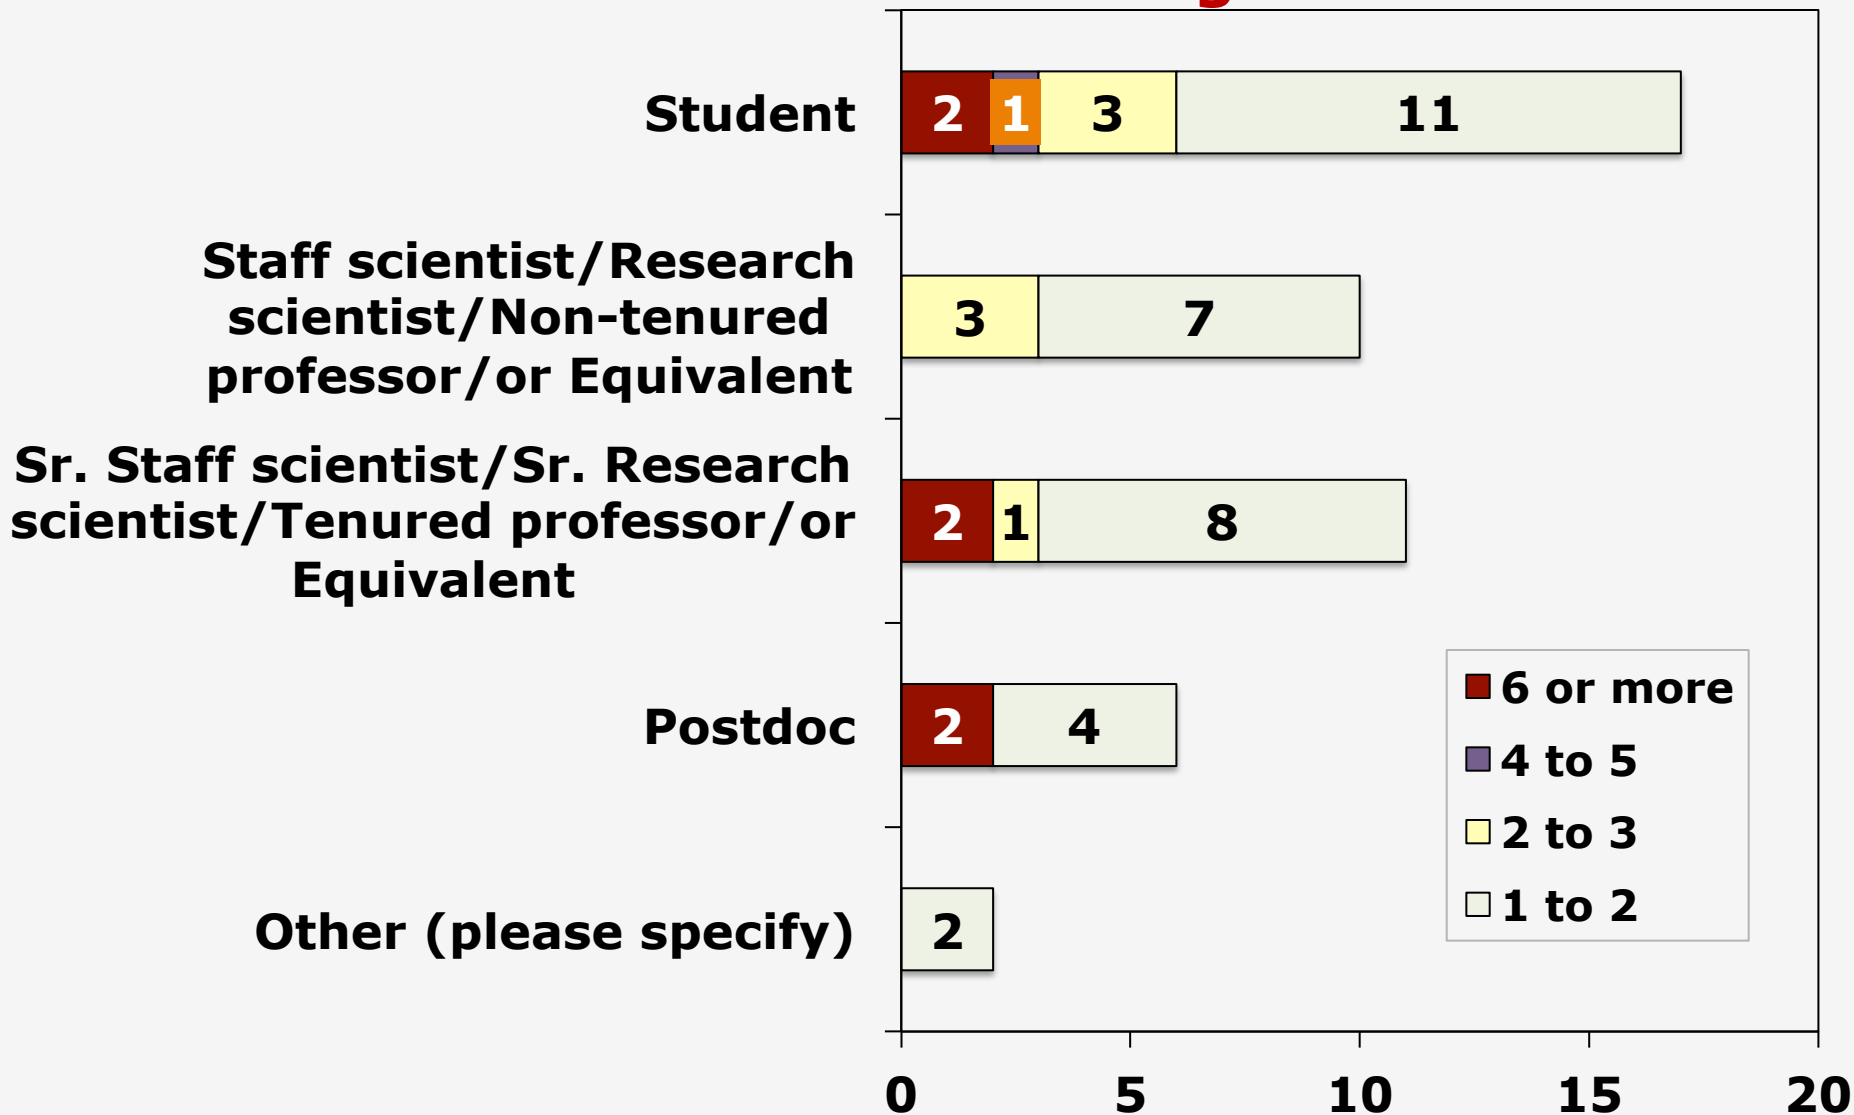 Student
2 1 3 11
Staff scientist/Research
scientist/Non-tenured
professor/or Equivalent
3 7
Sr. Staff scientist/Sr. Research
scientist/Tenured professor/or
Equivalent
2 1 8
Postdoc
2 4
Other (please specify)
2
6 or more
4 to 5
2 to 3
1 to 2
0 5 10 15 20